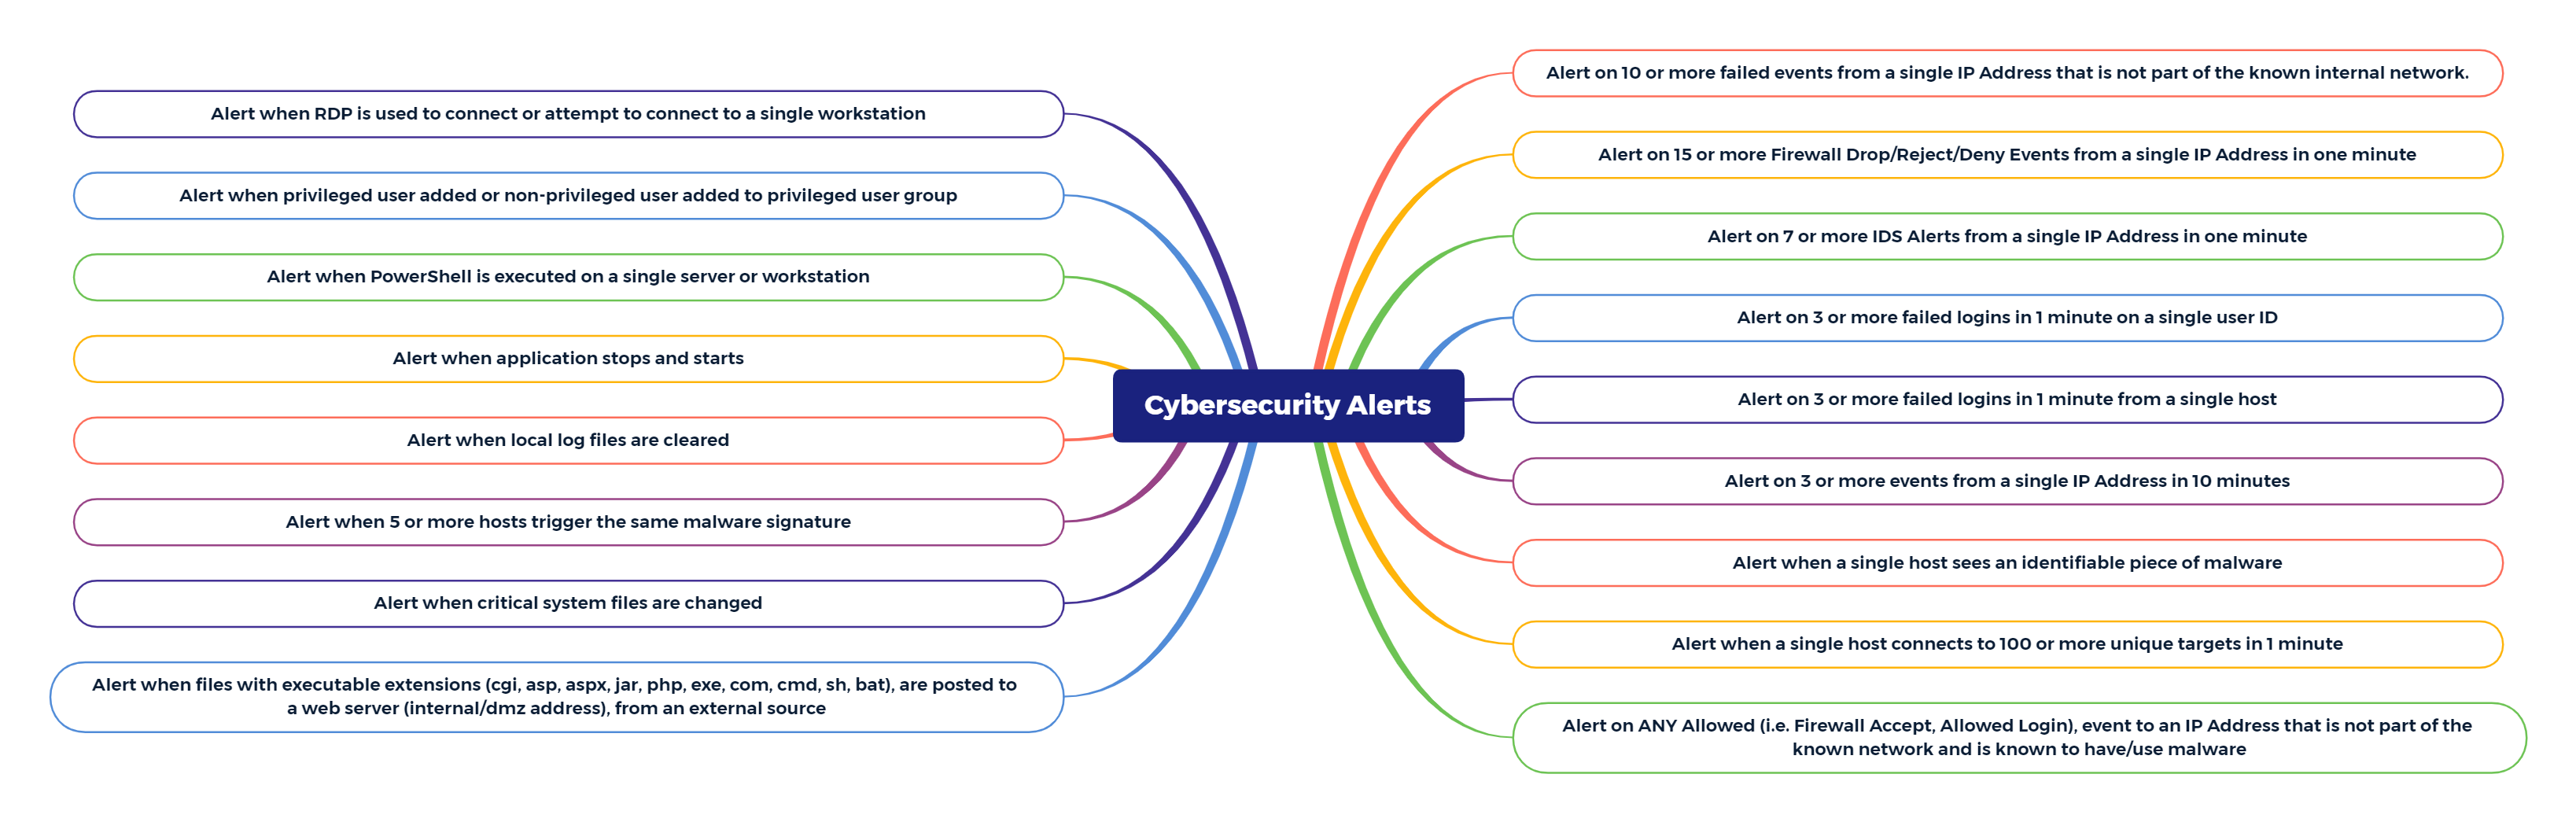 Alert when RDP is used to connect or attempt to connect to a single workstation
Alert when privileged user added or non-privileged user added to privileged user group
Alert when PowerShell is executed on a single server or workstation
Alert when application stops and starts
Alert when local log files are cleared
Alert when 5 or more hosts trigger the same malware signature
Alert when critical system files are changed
Alert when files with executable extensions (cgi, asp, aspx, jar, php, exe, com, cmd, sh, bat), are posted to
a web server (internal/dmz address), from an external source
Cybersecurity Alerts
Alert on 10 or more failed events from a single IP Address that is not part of the known internal network.
Alert on 15 or more Firewall Drop/Reject/Deny Events from a single IP Address in one minute
Alert on 7 or more IDS Alerts from a single IP Address in one minute
Alert on 3 or more failed logins in 1 minute on a single user ID
Alert on 3 or more failed logins in 1 minute from a single host
Alert on 3 or more events from a single IP Address in 10 minutes
Alert when a single host sees an identifiable piece of malware
Alert when a single host connects to 100 or more unique targets in 1 minute
Alert on ANY Allowed (i.e. Firewall Accept, Allowed Login), event to an IP Address that is not part of the
known network and is known to have/use malware